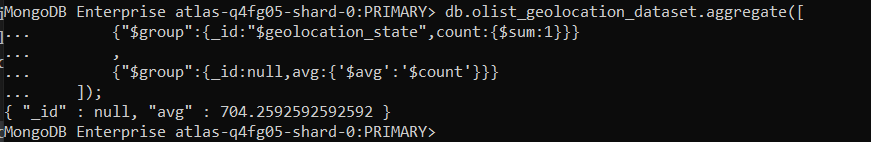 MongoDB Enterprise atlas-q4fg05-shard-0:PRIMARY> db.olist_geolocation_dataset.aggregate([
... {"$group":{_id:"$geolocation_state",count:{$sum:1}}}
... ,
... {"$group":{_id:null,avg:{'$avg':'$count'}}}
... ]);
{ "_id" : null, "avg" : 704.2592592592592 }
MongoDB Enterprise atlas-q4fg05-shard-0:PRIMARY>